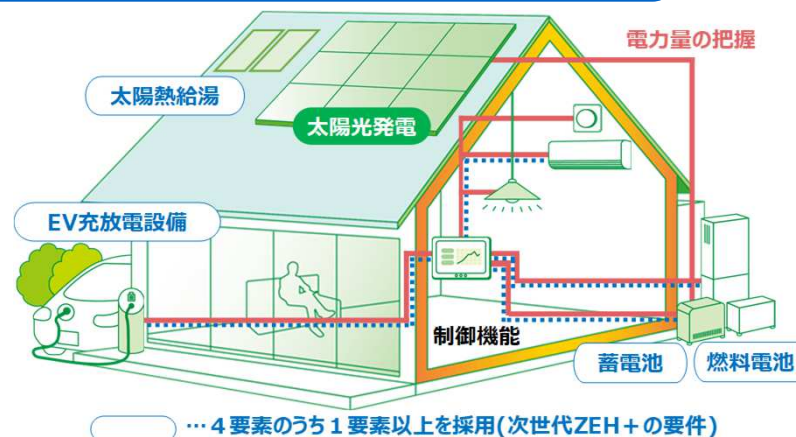 電力量の把握
太陽熱給湯
太陽光発電
EV充放電設備
制御機能
蓄電池
燃料電池
…４要素のうち１要素以上を採用(次世代ZEH＋の要件)